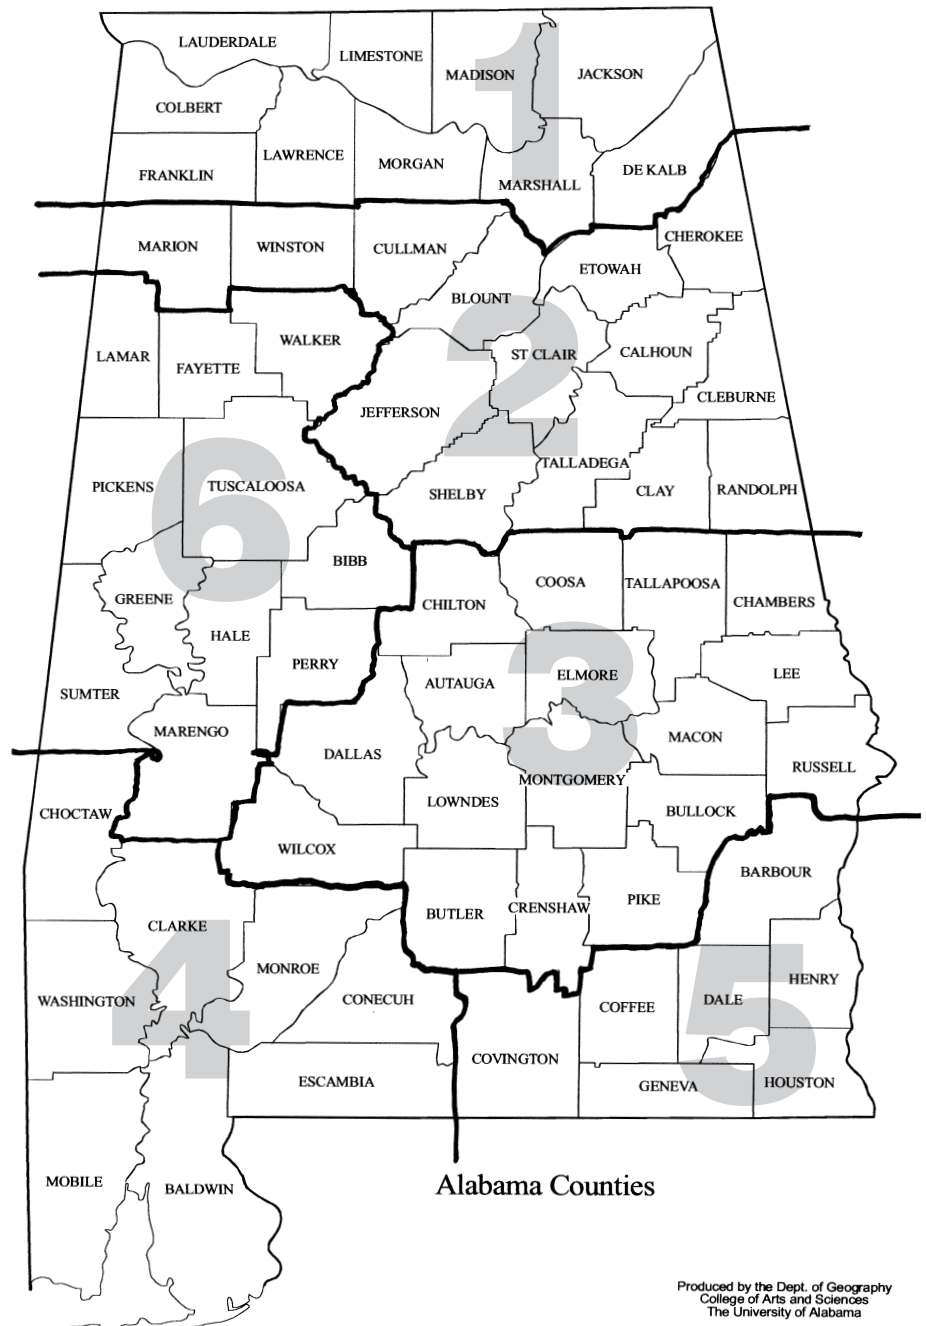 LAUDERDALE
LIMESTONE
MADISON
JACKSON
1
COLBERT
FRANKLIN
LAWRENCE
MORGAN
MARSHALL
DE KALB
MARION
WINSTON
CULLMAN
CHEROKEE
ETOWAH
BLOUNT
2
LAMAR
FAYETTE
WALKER
ST CLAIR
CALHOUN
JEFFERSON
CLEBURNE
PICKENS
TUSCALOOSA
6
SHELBY
TALLADEGA
CLAY
RANDOLPH
BIBB
GREENE
HALE
CHILTON
COOSA
TALLAPOOSA
CHAMBERS
PERRY
SUMTER
AUTAUGA
ELMORE
3
LEE
MARENGO
DALLAS
MACON
MONTGOMERY
RUSSELL
CHOCTAW
LOWNDES
BULLOCK
WILCOX
BARBOUR
CLARKE
BUTLER
CRENSHAW
PIKE
4
MONROE
5
WASHINGTON
CONECUH
COFFEE
DALE
HENRY
COVINGTON
ESCAMBIA
GENEVA
HOUSTON
MOBILE
BALDWIN
Alabama Counties
Produced by the Dept. of Geography
College of Arts and Sciences
The University of Alabama